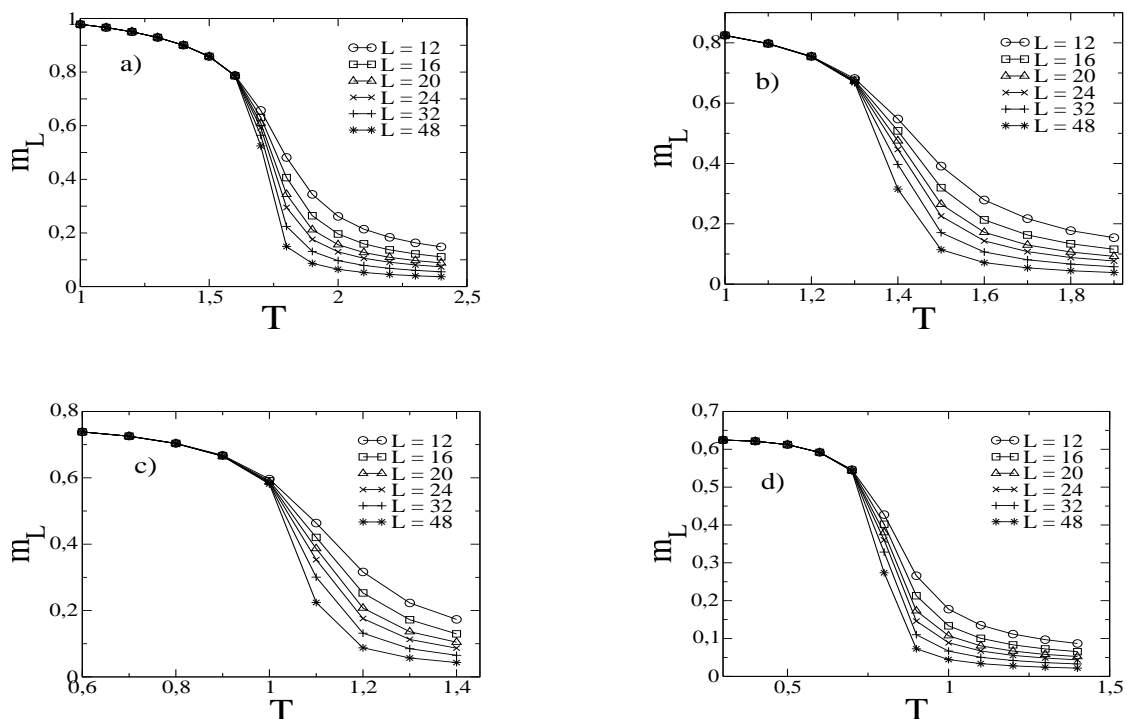 a)
m_L
1
0,8
0,6
0,4
0,2
0
1
1,5
2
2,5
T
L = 12
L = 16
L = 20
L = 24
L = 32
L = 48
b)
m_L
0,8
0,6
0,4
0,2
0
1
1,2
1,4
1,6
1,8
T
L = 12
L = 16
L = 20
L = 24
L = 32
L = 48
c)
m_L
0,8
0,6
0,4
0,2
0
0,6
0,8
1
1,2
1,4
T
L = 12
L = 16
L = 20
L = 24
L = 32
L = 48
d)
m_L
0,7
0,6
0,5
0,4
0,3
0,2
0,1
0
0,5
1
1,5
T
L = 12
L = 16
L = 20
L = 24
L = 32
L = 48